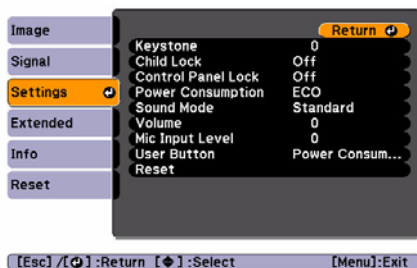 Image
Signal
Settings
Extended
Info
Reset
Return
Keystone 0
Child Lock Off
Control Panel Lock Off
Power Consumption ECO
Sound Mode Standard
Volume 0
Mic Input Level 0
User Button Power Consum...
Reset
[Esc] /[ ] :Return [ ] :Select [Menu]:Exit